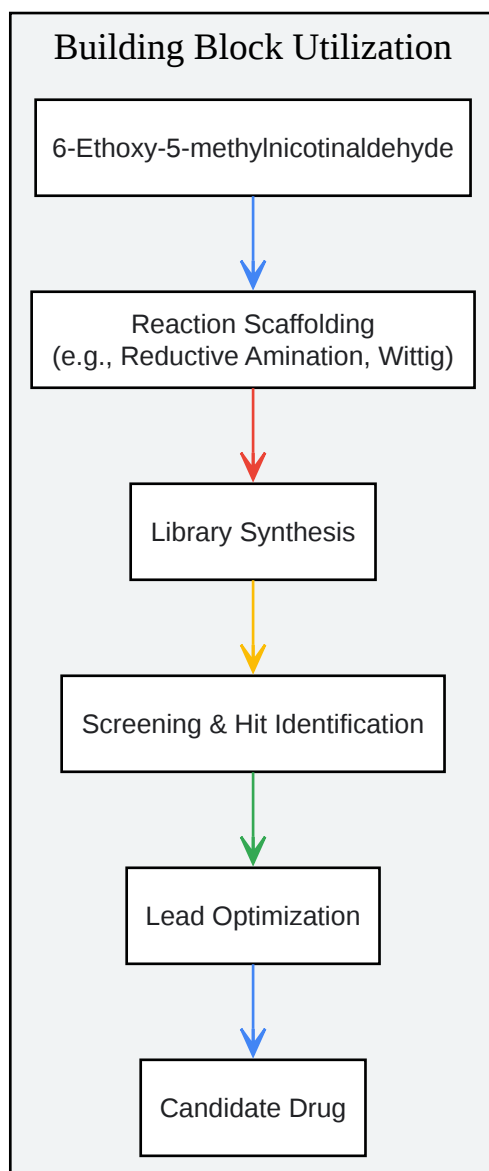 Building Block Utilization
6-Ethoxy-5-methylnicotinaldehyde
Reaction Scaffolding
(e.g., Reductive Amination, Wittig)
Library Synthesis
Screening & Hit Identification
Lead Optimization
Candidate Drug